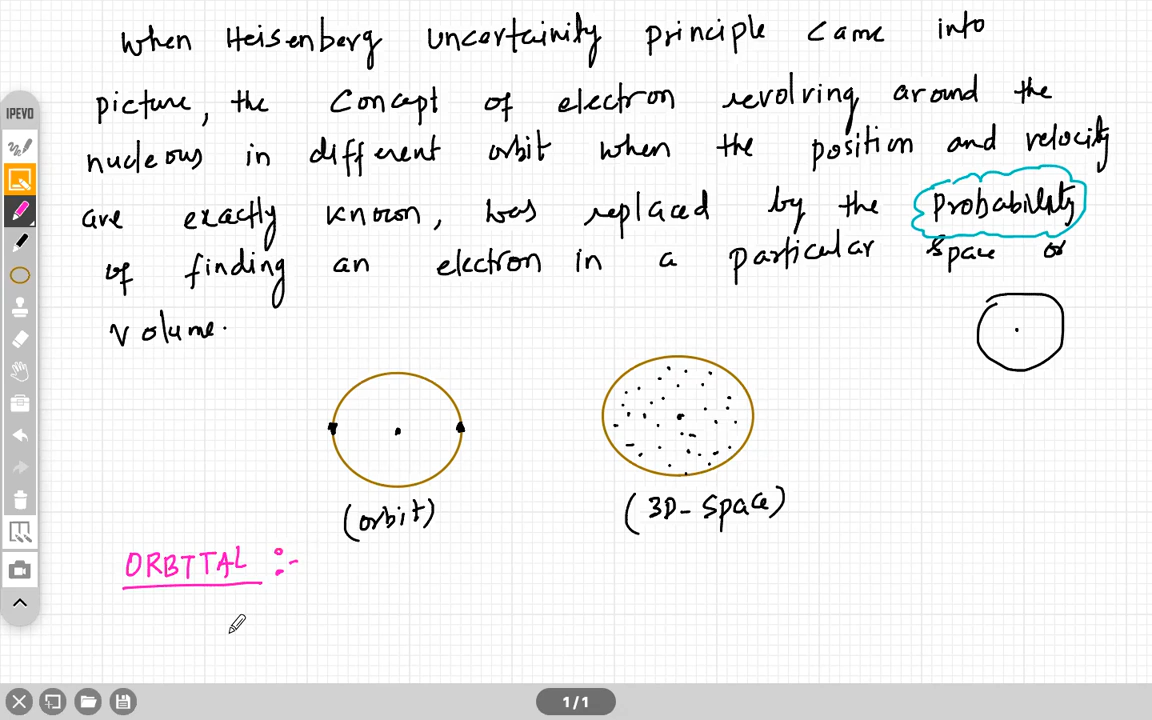 When Heisenberg Uncertainity principle came into
picture, the Concept of electron revolving around the
nucleous in different orbit when the position and velocity
are exactly known, was replaced by the Probability
of finding an electron in a particular space or
Volume.
(orbit)
(3D-Space)
ORBTTAL :-
IPEVO
1/1